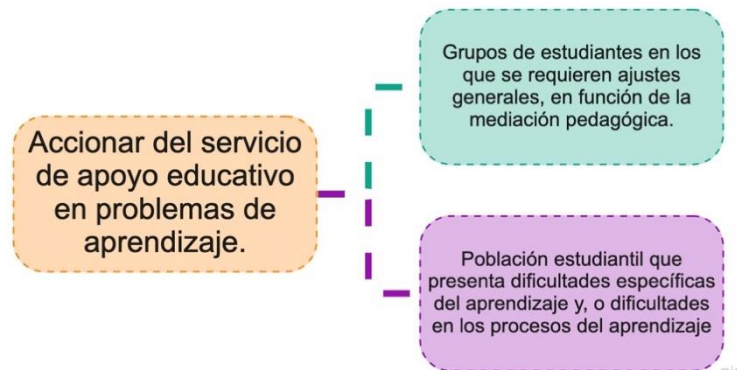 Accionar del servicio
de apoyo educativo
en problemas de
aprendizaje.
Grupos de estudiantes en los
que se requieren ajustes
generales, en función de la
mediación pedagógica.
Población estudiantil que
presenta dificultades específicas
del aprendizaje y, o dificultades
en los procesos del aprendizaje